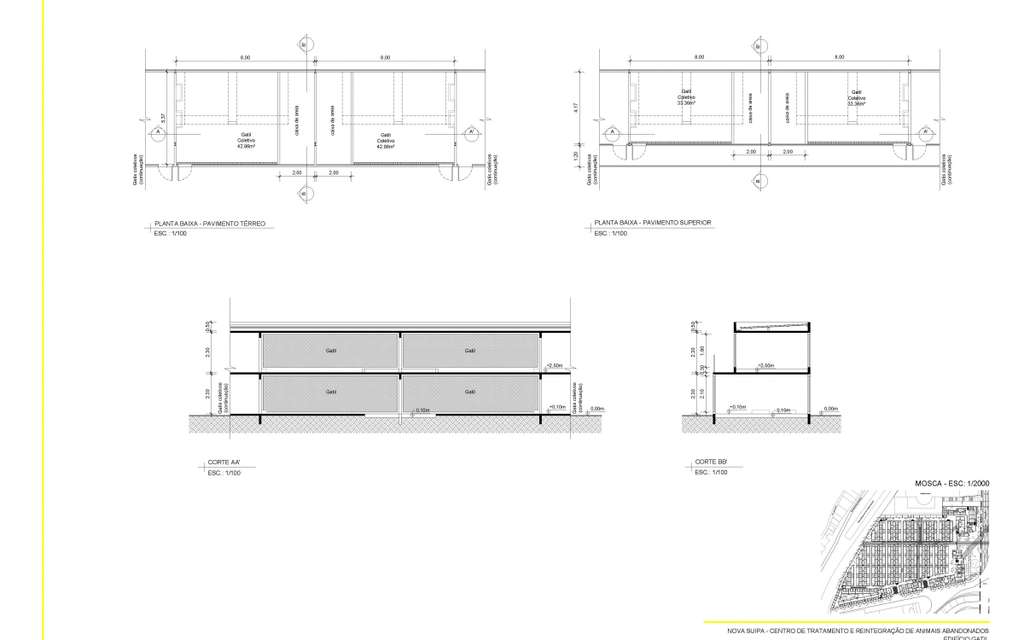 B
8,00
8,00
5,37
Gatil
Coletivo
42.96m²
caixa de areia
caixa de areia
Gatil
Coletivo
A
A'
Gatis coletivos
(continuação)
Gatis coletivos
(continuação)
2,00
2,00
PLANTA BAIXA - PAVIMENTO TÉRREO
ESC.: 1/100
8,00
8,00
4,17
1,20
Gatil
Coletivo
33.36m²
caixa de areia
caixa de areia
Gatil
Coletivo
33.36m²
A
A'
Gatis coletivos
(continuação)
Gatis coletivos
(continuação)
2,00
2,00
PLANTA BAIXA - PAVIMENTO SUPERIOR
ESC.: 1/100
0,50
2,30
2,30
Gatil
Gatil
Gatil
Gatil
Gatis coletivos
(continuação)
Gatis coletivos
(continuação)
+2,50m
- 0,10m
+0,10m
0,00m
CORTE AA'
ESC.: 1/100
0,50
2,30
2,30
1,80
2,10
+2,50m
+0,10m
- 0,10m
0,00m
CORTE BB'
ESC.: 1/100
MOSCA - ESC: 1/2000
NOVA SUIPA - CENTRO DE TRATAMENTO E REINTEGRAÇÃO DE ANIMAIS ABANDONADOS
EDIFÍCIO GATIL